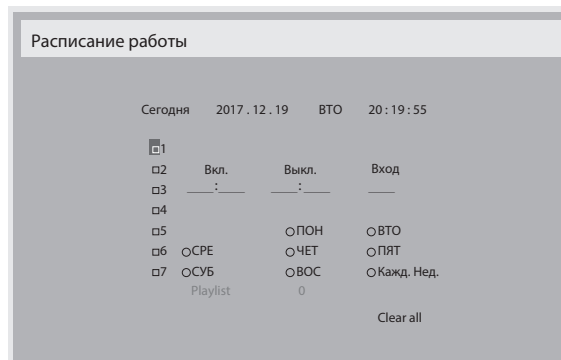 Расписание работы
Сегодня 2017 . 12 . 19 ВТО 20 : 19 : 55
1
2 Вкл. Выкл. Вход
3 ____:____ ____:____ ____
4
5 ПОН ВТО
6 СРЕ ЧЕТ ПЯТ
7 СУБ ВОС Кажд. Нед.
Playlist 0
Clear all